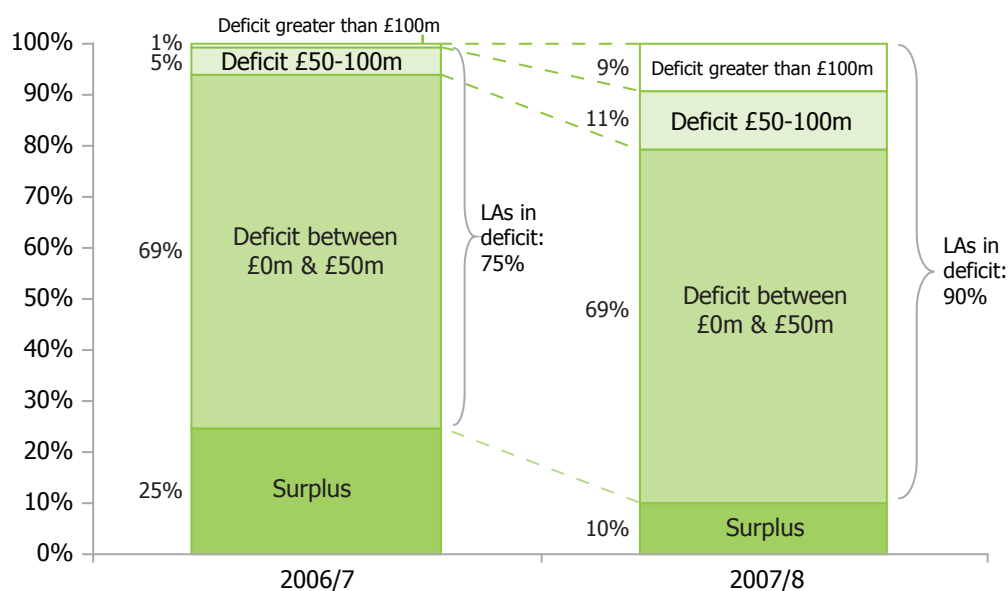 Deficit greater than £100m
100%
90%
80%
70%
60%
50%
40%
30%
20%
10%
0%
1%
5%
69%
25%
Deficit £50-100m
Deficit between
£0m & £50m
Surplus
LAs in
deficit:
75%
9%
11%
69%
10%
Deficit greater than £100m
Deficit £50-100m
Deficit between
£0m & £50m
Surplus
LAs in
deficit:
90%
2006/7
2007/8